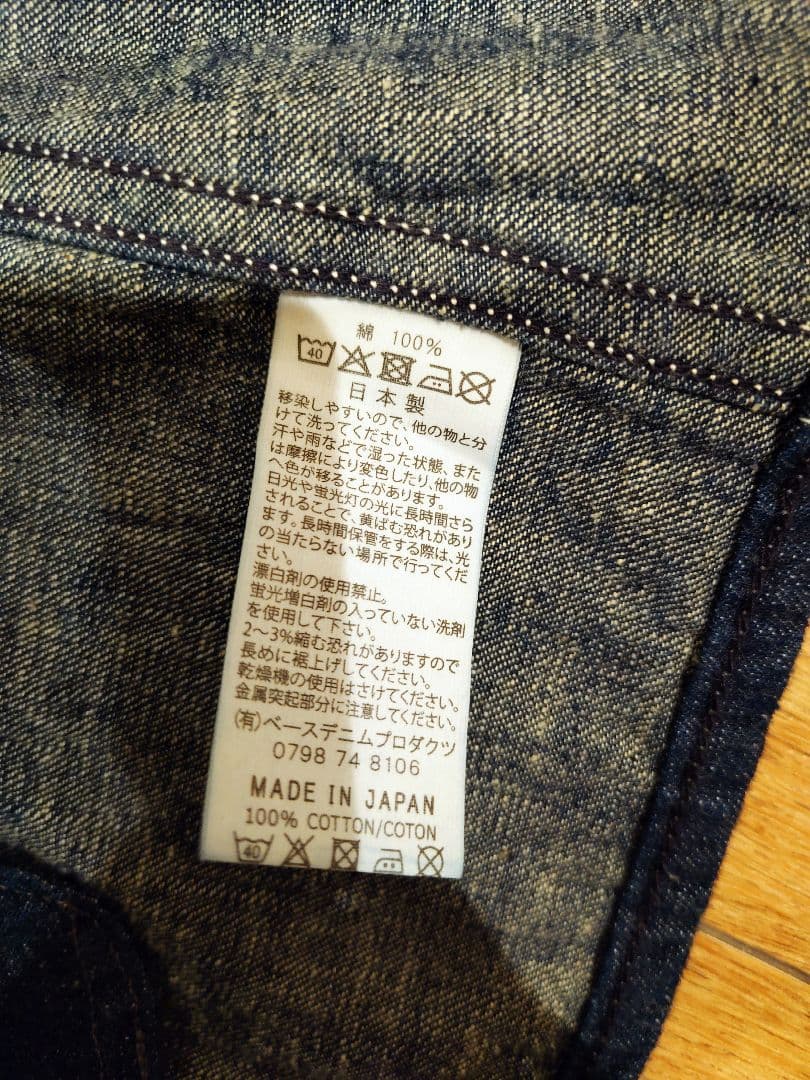 綿 100%
40
日本製
移染しやすいので、他の物と分
けて洗ってください。
汗や雨などで湿った状態、また
は摩擦により変色したり、他の物
へ色が移ることがあります。
日光や蛍光灯の光に長時間さら
されることで、黄ばむ恐れがあり
ます。長時間保管をする際は、光
の当たらない場所で行ってくだ
さい。
漂白剤の使用禁止。
蛍光増白剤の入っていない洗剤
を使用して下さい。
2〜3%縮む恐れがありますので
長めに裾上げしてください。
乾燥機の使用はさけてください。
金属突起部分に注意してください。
(有)ベースデニムプロダクツ
0798 74 8106
MADE IN JAPAN
100% COTTON/COTON
40